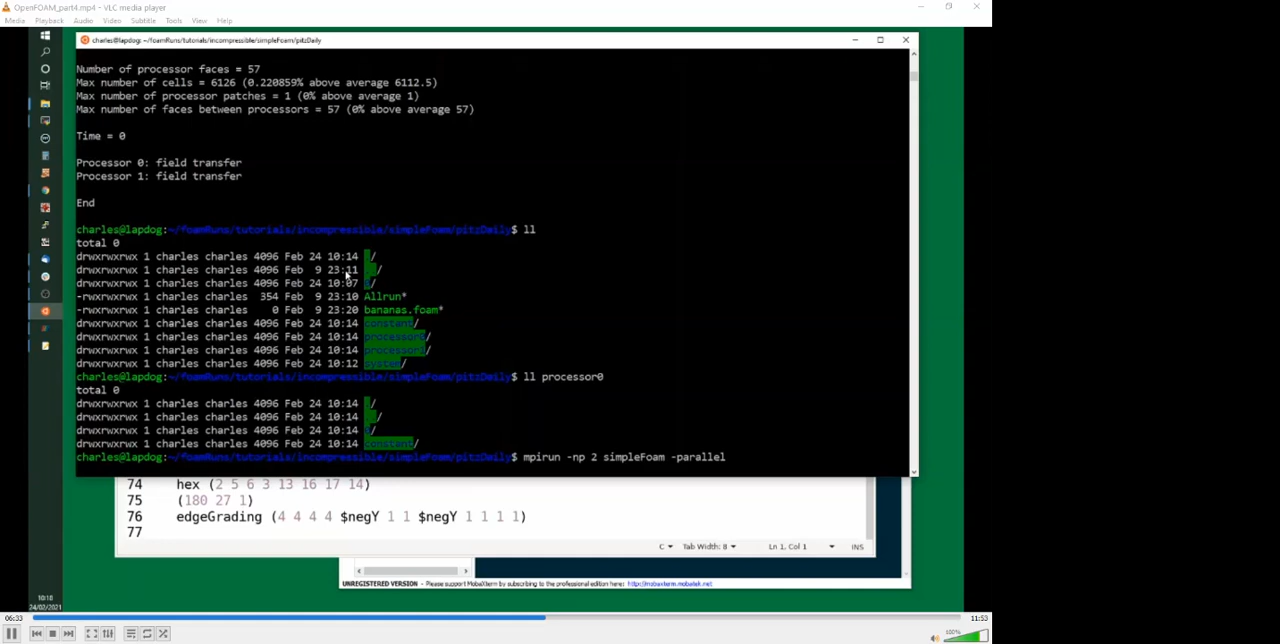 OpenFOAM_part4.mp4 - VLC media player
Media Playback Audio Video Subtitle Tools View Help
charles@lapdog: ~/foamRuns/tutorials/incompressible/simpleFoam/pitzDaily
Number of processor faces = 57
Max number of cells = 6126 (0.220859% above average 6112.5)
Max number of processor patches = 1 (0% above average 1)
Max number of faces between processors = 57 (0% above average 57)
Time = 0
Processor 0: field transfer
Processor 1: field transfer
End
charles@lapdog:~/foamRuns/tutorials/incompressible/simpleFoam/pitzDaily$ ll
total 0
drwxrwxrwx 1 charles charles 4096 Feb 24 10:14 ./
drwxrwxrwx 1 charles charles 4096 Feb 9 23:11 ../
drwxrwxrwx 1 charles charles 4096 Feb 24 10:07 /
-rwxrwxrwx 1 charles charles 354 Feb 9 23:10 Allrun*
-rwxrwxrwx 1 charles charles 0 Feb 9 23:20 bananas.foam*
drwxrwxrwx 1 charles charles 4096 Feb 24 10:14 constant/
drwxrwxrwx 1 charles charles 4096 Feb 24 10:14 processor0/
drwxrwxrwx 1 charles charles 4096 Feb 24 10:14 processor1/
drwxrwxrwx 1 charles charles 4096 Feb 24 10:12 system/
charles@lapdog:~/foamRuns/tutorials/incompressible/simpleFoam/pitzDaily$ ll processor0
total 0
drwxrwxrwx 1 charles charles 4096 Feb 24 10:14 ./
drwxrwxrwx 1 charles charles 4096 Feb 24 10:14 ../
drwxrwxrwx 1 charles charles 4096 Feb 24 10:14 /
drwxrwxrwx 1 charles charles 4096 Feb 24 10:14 constant/
charles@lapdog:~/foamRuns/tutorials/incompressible/simpleFoam/pitzDaily$ mpirun -np 2 simpleFoam -parallel
74 hex (2 5 6 3 13 16 17 14)
75 (180 27 1)
76 edgeGrading (4 4 4 4 $negY 1 1 $negY 1 1 1 1)
77
C Tab Width: 8 Ln 1, Col 1 INS
UNREGISTERED VERSION - Please support MobaXterm by subscribing to the professional edition here: http://mobaxterm.mobatek.net
10:18
24/02/2021
06:33 11:53
100%